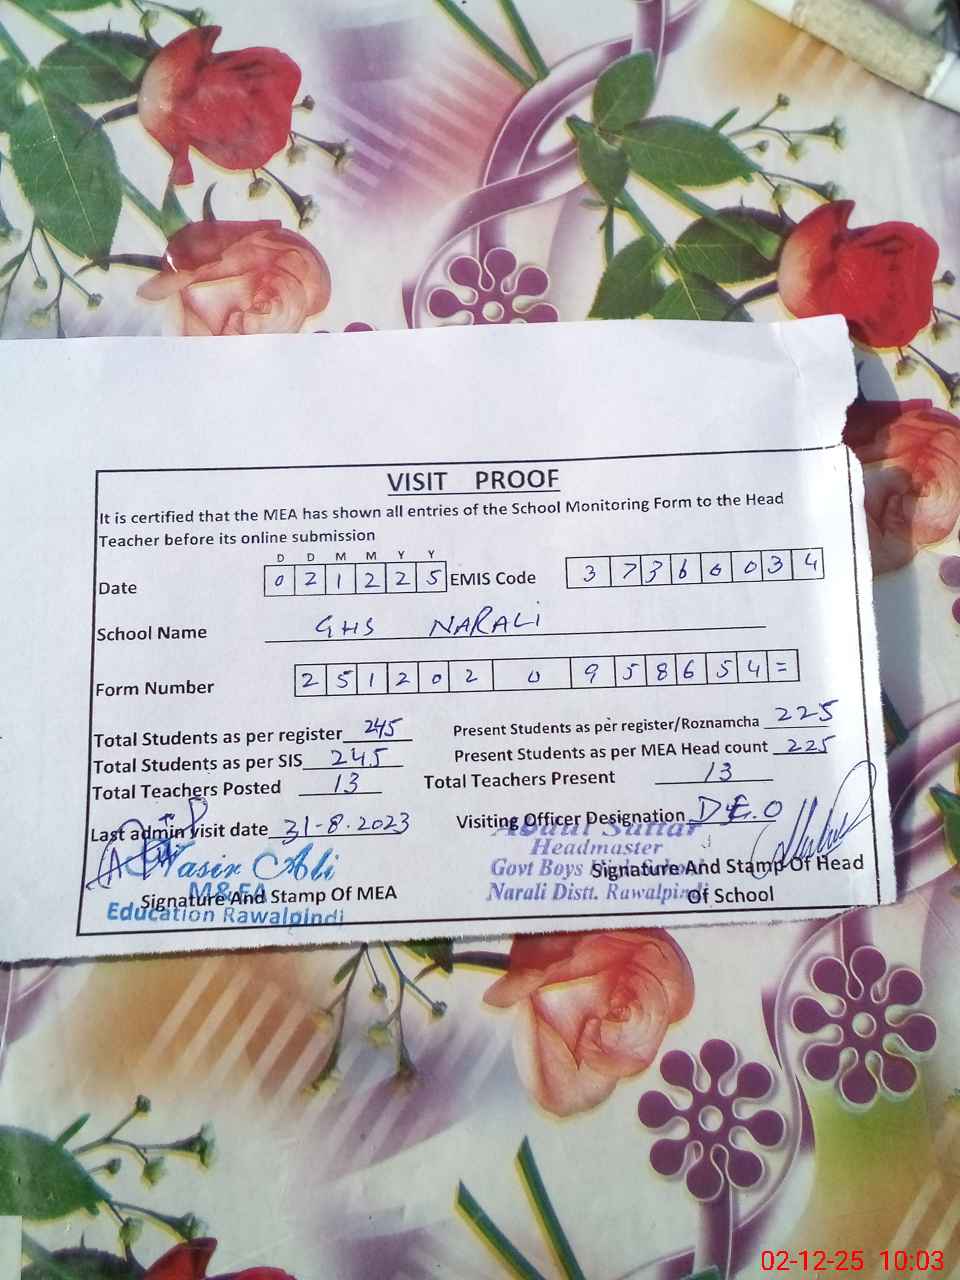 VISIT PROOF
It is certified that the MEA has shown all entries of the School Monitoring Form to the Head
Teacher before its online submission
D D M M Y Y
Date 0 2 1 2 2 5 EMIS Code 3 7 3 6 0 0 3 4
School Name GHS NARALI
Form Number 2 5 1 2 0 2 0 9 5 8 6 5 4 =
Total Students as per register 245 Present Students as per register/Roznamcha 225
Total Students as per SIS 245 Present Students as per MEA Head count 225
Total Teachers Posted 13 Total Teachers Present 13
Last admin visit date 31-8-2023 Visiting Officer Designation D.E.O
Abdul Sattar
Yasir Ali Headmaster
M&EA Govt Boys High School Signature And Stamp Of Head
Signature And Stamp Of MEA Narali Distt. Rawalpindi Of School
Education Rawalpindi
02-12-25 10:03